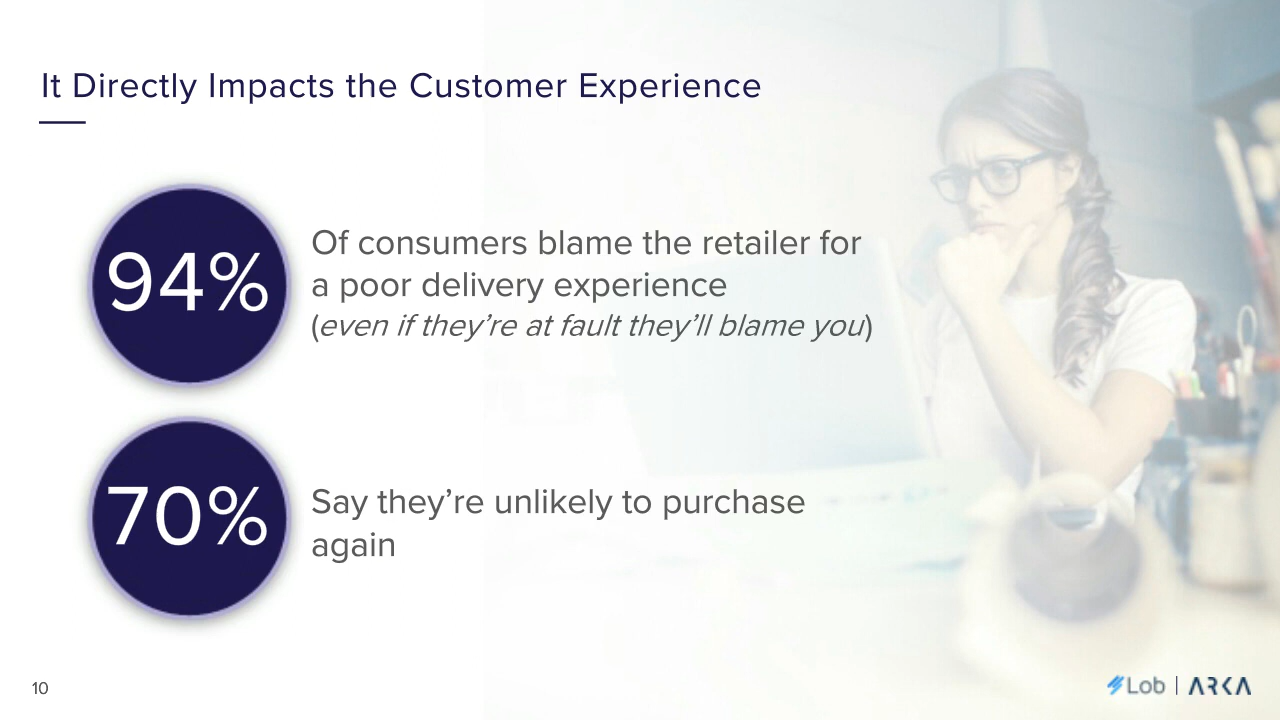 It Directly Impacts the Customer Experience
94%
Of consumers blame the retailer for
a poor delivery experience
(even if they’re at fault they’ll blame you)
70%
Say they’re unlikely to purchase
again
10
Lob | ARKA